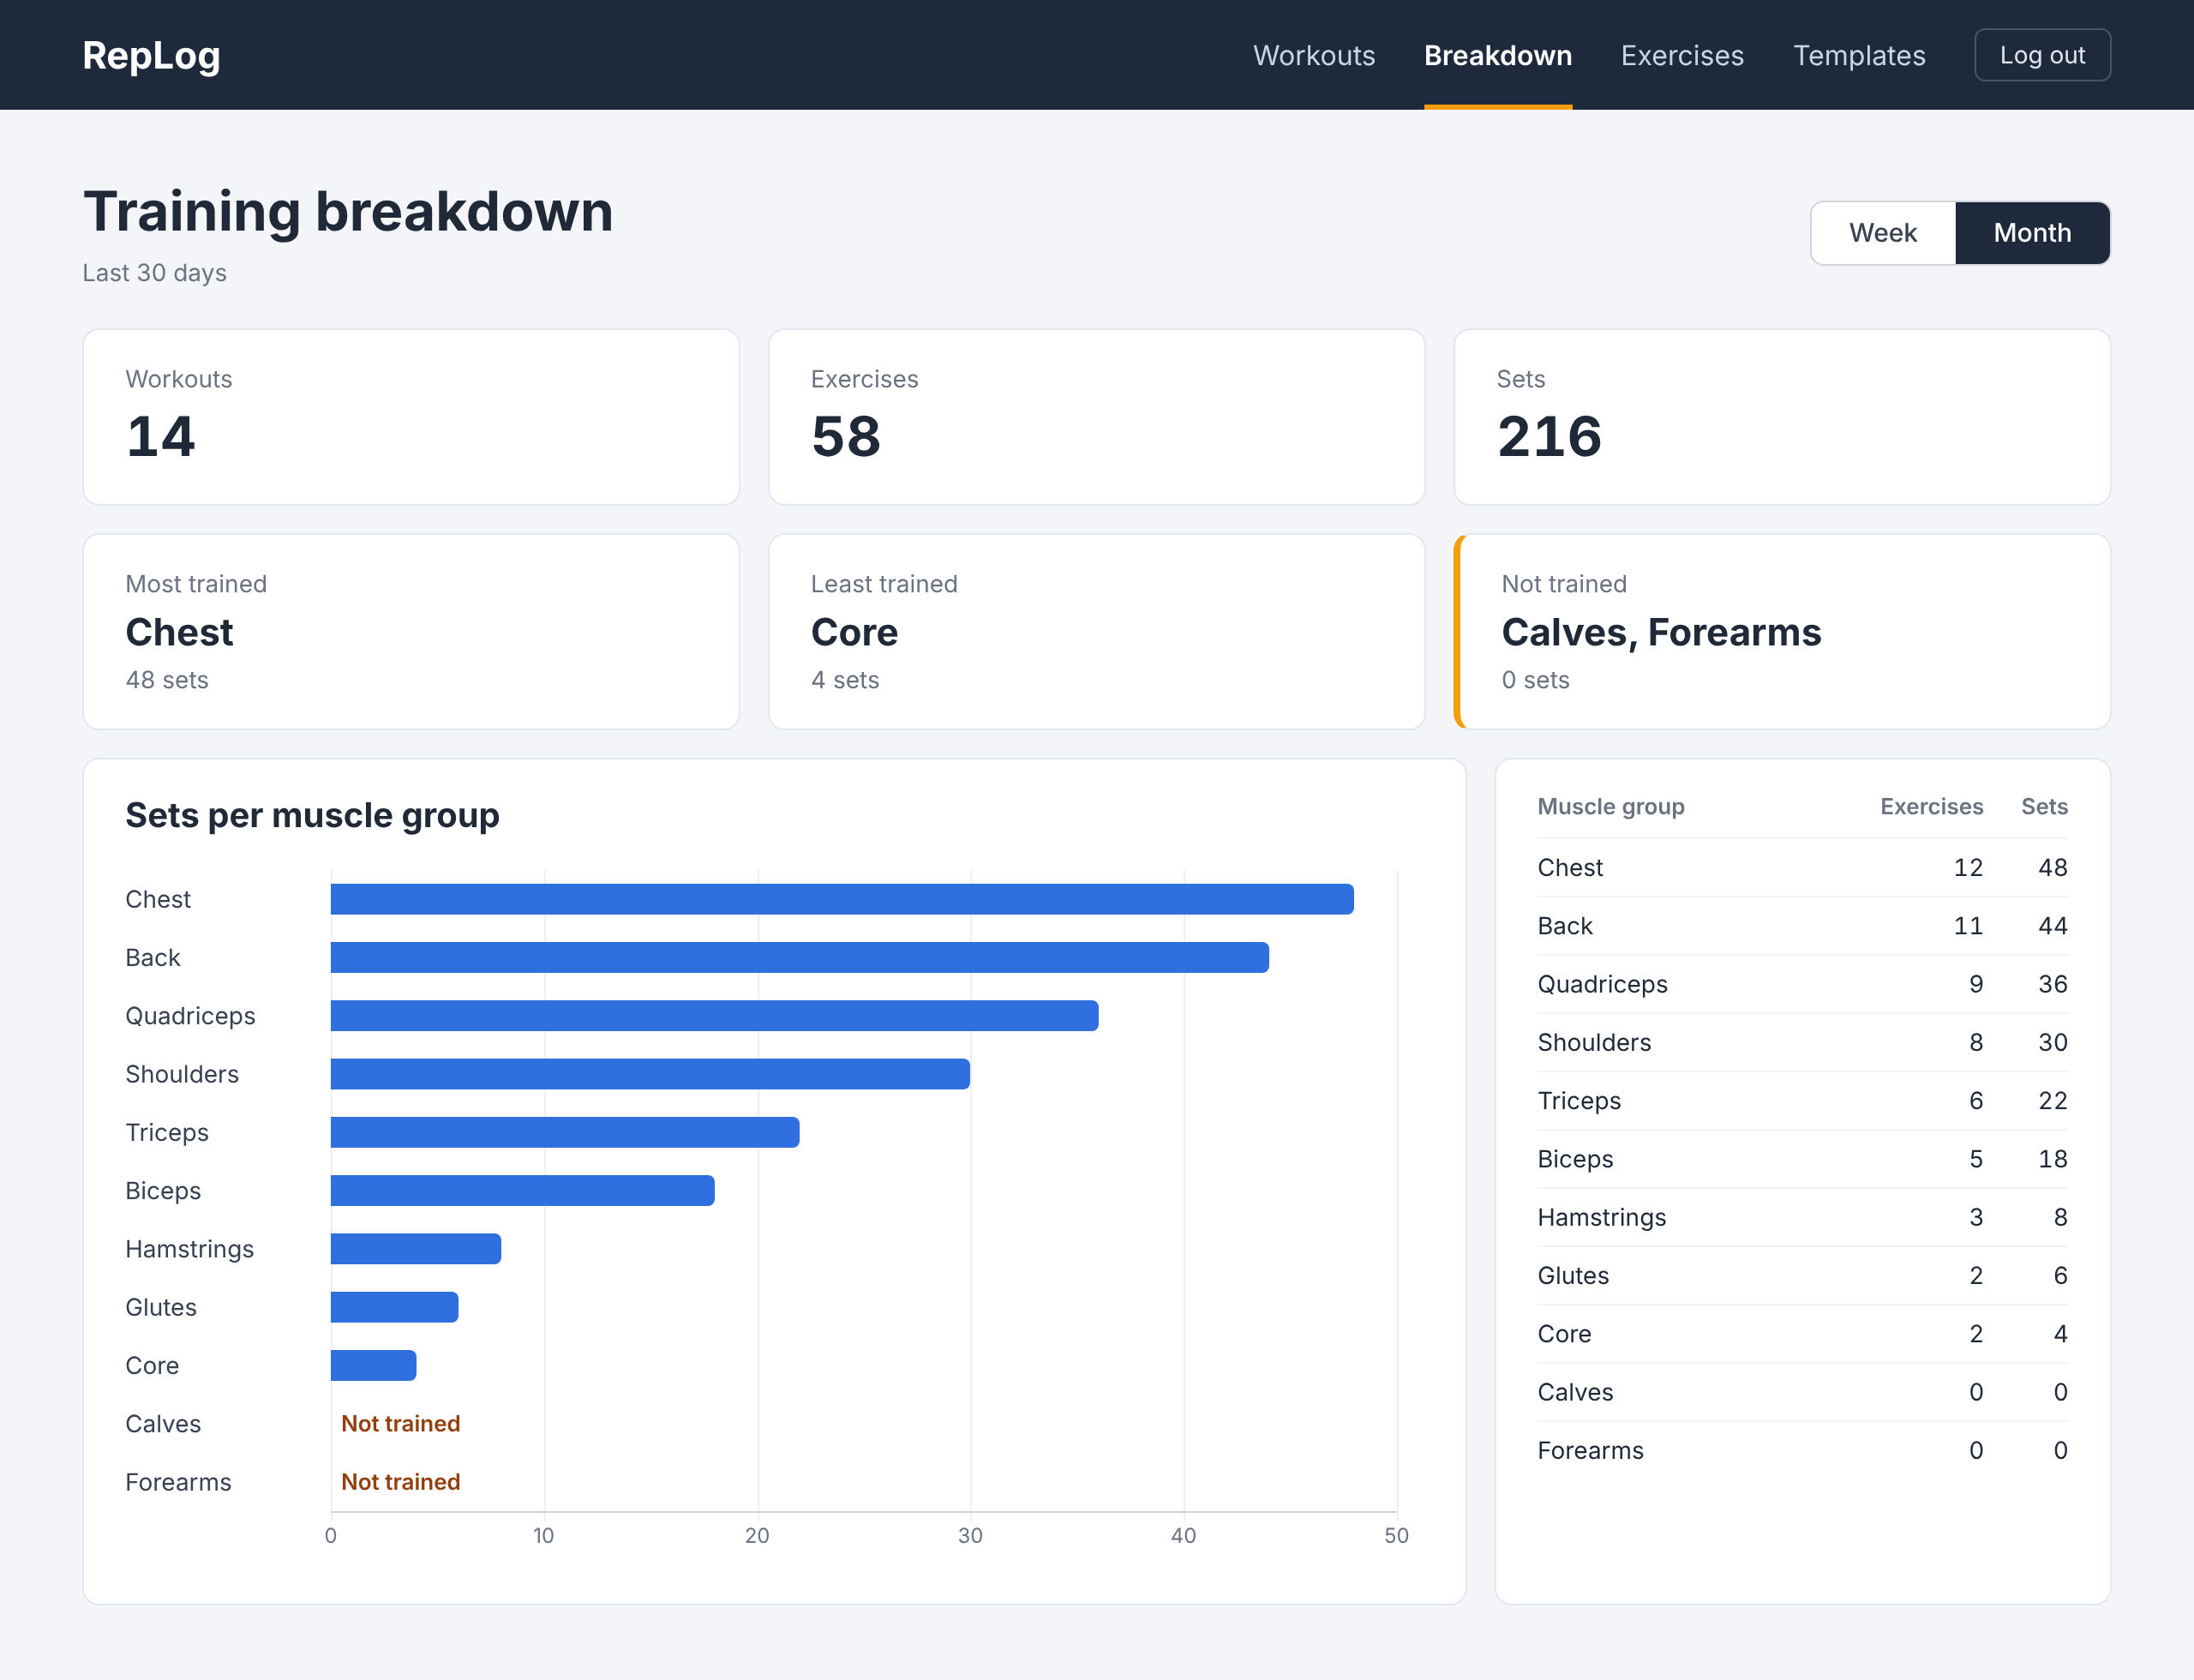 RepLog
Workouts Breakdown Exercises Templates Log out
Training breakdown
Last 30 days
Week Month
Workouts
14
Exercises
58
Sets
216
Most trained
Chest
48 sets
Least trained
Core
4 sets
Not trained
Calves, Forearms
0 sets
Sets per muscle group
Chest
Back
Quadriceps
Shoulders
Triceps
Biceps
Hamstrings
Glutes
Core
Calves Not trained
Forearms Not trained
0 10 20 30 40 50
Muscle group Exercises Sets
Chest 12 48
Back 11 44
Quadriceps 9 36
Shoulders 8 30
Triceps 6 22
Biceps 5 18
Hamstrings 3 8
Glutes 2 6
Core 2 4
Calves 0 0
Forearms 0 0